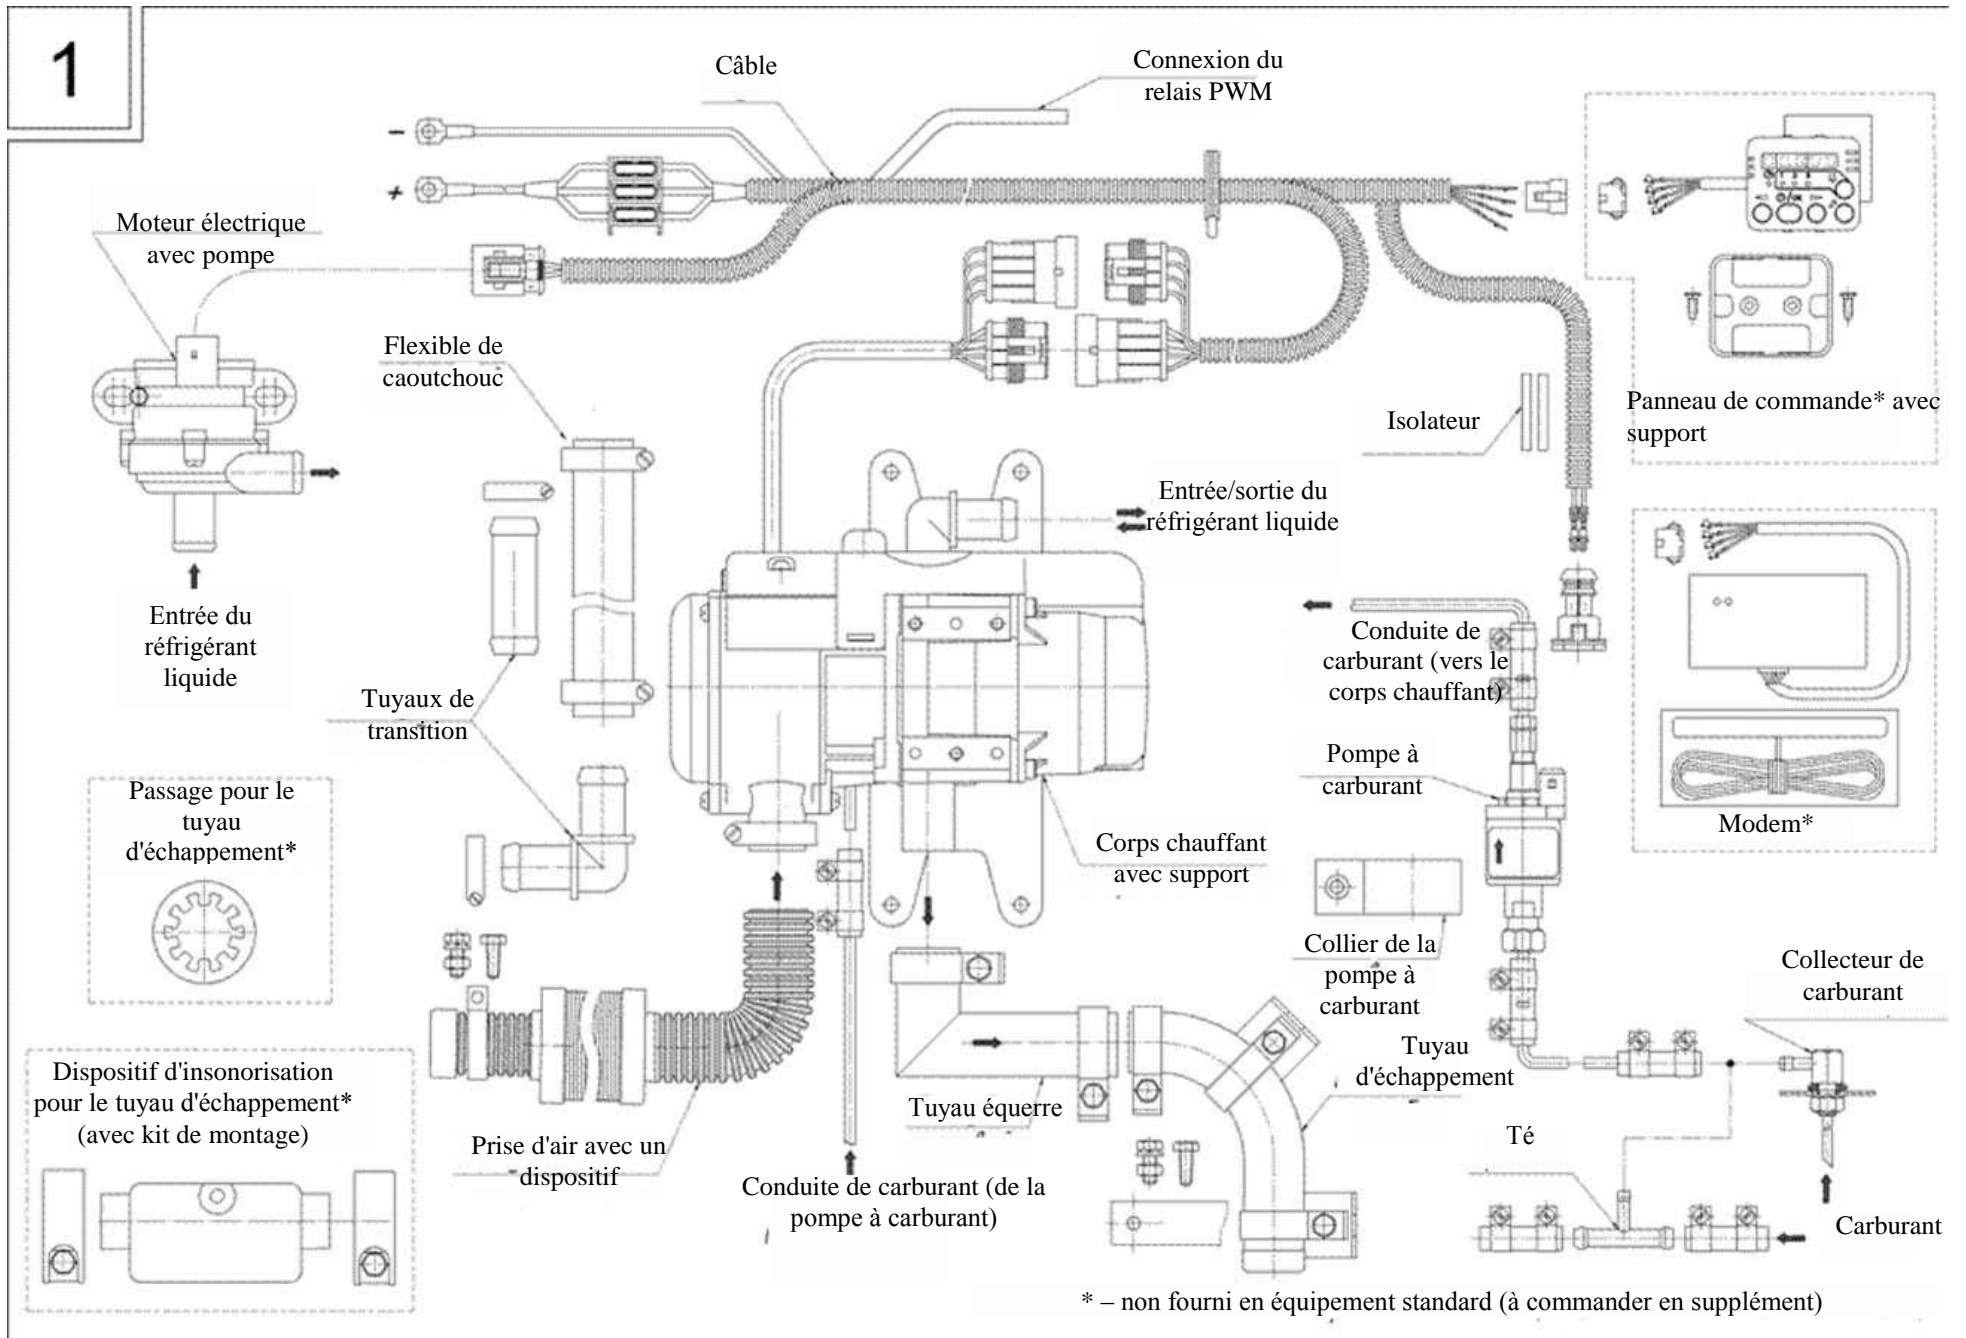 1
Câble
Connexion du
relais PWM
-
+
Moteur électrique
avec pompe
Flexible de
caoutchouc
Isolateur
Panneau de commande* avec
support
Entrée/sortie du
réfrigérant liquide
Entrée du
réfrigérant
liquide
Conduite de
carburant (vers le
corps chauffant)
Tuyaux de
transition
Pompe à
carburant
Modem*
Passage pour le
tuyau
d'échappement*
Corps chauffant
avec support
Collier de la
pompe à
carburant
Collecteur de
carburant
Dispositif d'insonorisation
pour le tuyau d'échappement*
(avec kit de montage)
Tuyau
d'échappement
Tuyau équerre
Té
Prise d'air avec un
dispositif
Conduite de carburant (de la
pompe à carburant)
Carburant
* – non fourni en équipement standard (à commander en supplément)